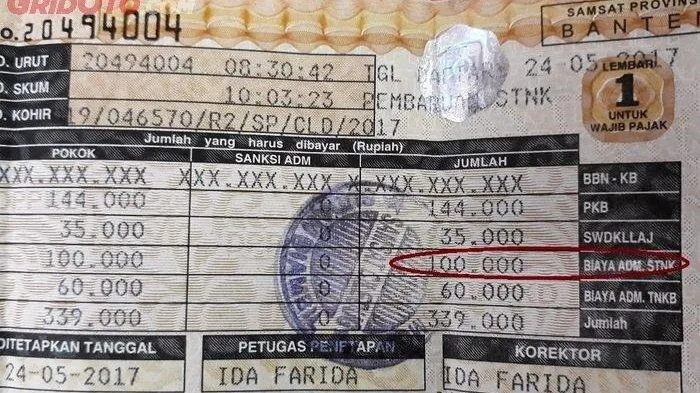 GRIDOTO
SAMSAT PROVINSI
BANTEN
O. 20494004
O. URUT 20494004 08:30:42 TGL 24-05-2017
D. SKUM 10:03:23 PEMBARUAN STNK
O. KOHIR 19/046570/R2/SP/CLD/2017
LEMBAR
1
UNTUK
WAJIB PAJAK
Jumlah yang harus dibayar (Rupiah)
POKOK SANKSI ADM JUMLAH
XXX.XXX.XXX XXX.XXX.XXX XXX.XXX.XXX BBN - KB
144.000 0 144.000 PKB
35.000 0 35.000 SWDKLLAJ
100.000 0 100.000 BIAYA ADM. STNK
60.000 0 60.000 BIAYA ADM. TNKB
339.000 339.000 Jumlah
DITETAPKAN TANGGAL PETUGAS PENETAPAN KOREKTOR
24-05-2017 IDA FARIDA IDA FARIDA